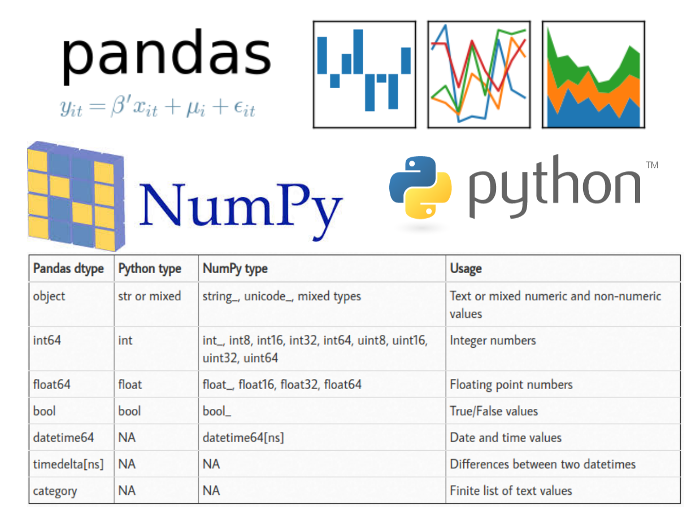 pandas
y_{it} = β′x_{it} + μ_i + ϵ_{it}
NumPy
python™
Pandas dtype Python type NumPy type Usage
object str or mixed string_, unicode_, mixed types Text or mixed numeric and non-numeric
values
int64 int int_, int8, int16, int32, int64, uint8, uint16,
uint32, uint64 Integer numbers
float64 float float_, float16, float32, float64 Floating point numbers
bool bool bool_ True/False values
datetime64 NA datetime64[ns] Date and time values
timedelta[ns] NA NA Differences between two datetimes
category NA NA Finite list of text values